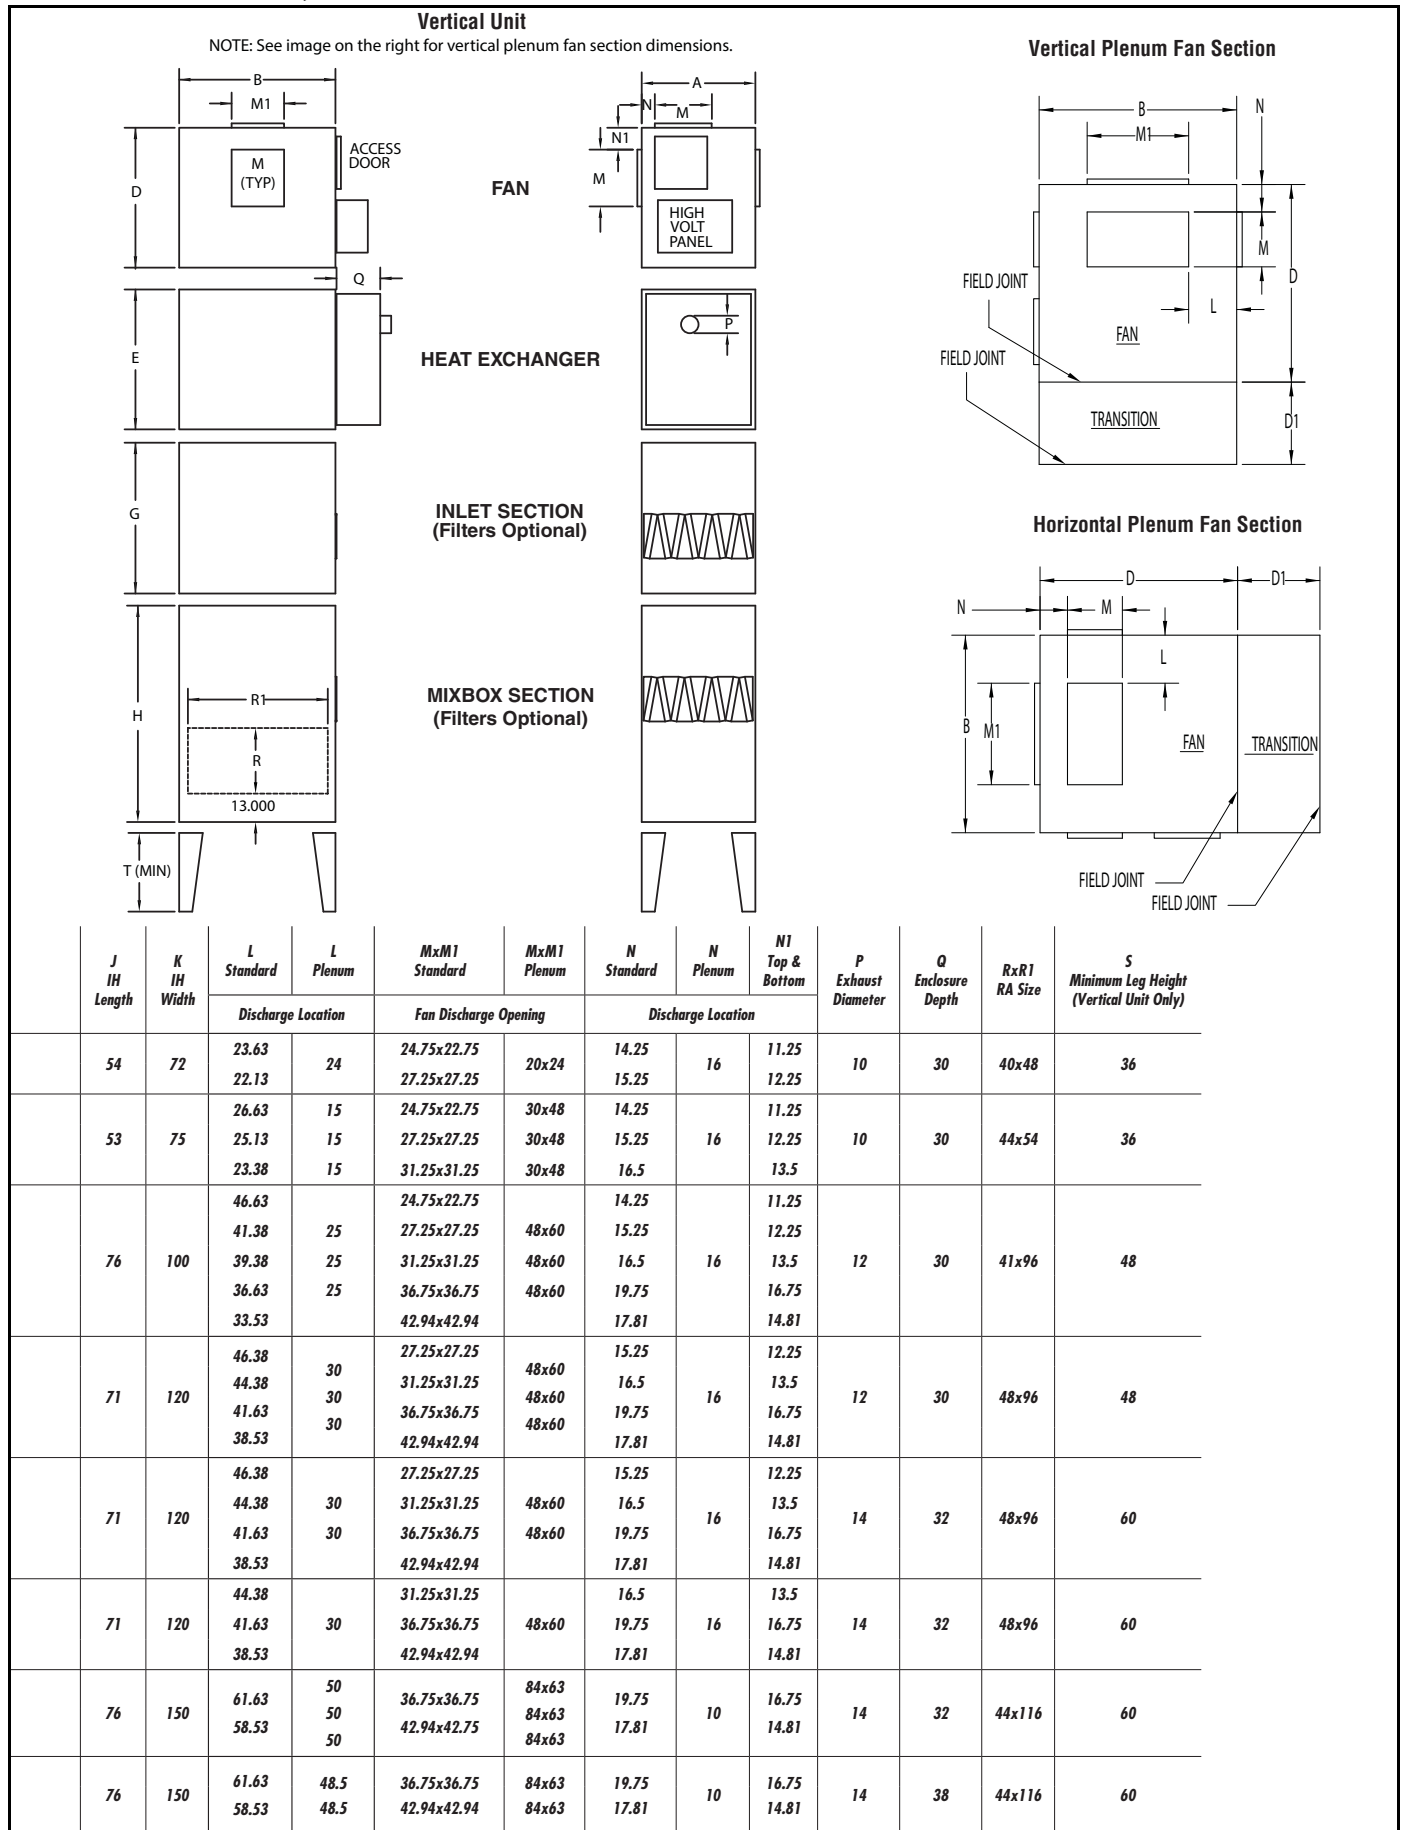 Vertical Unit
NOTE: See image on the right for vertical plenum fan section dimensions.
B
M1
M
(TYP)
ACCESS
DOOR
D
Q
E
G
H
R1
R
13.000
T (MIN)
FAN
HEAT EXCHANGER
INLET SECTION
(Filters Optional)
MIXBOX SECTION
(Filters Optional)
A
N
M
N1
M
HIGH
VOLT
PANEL
P
Vertical Plenum Fan Section
B
N
M1
M
D
L
FIELD JOINT
FAN
FIELD JOINT
TRANSITION
D1
Horizontal Plenum Fan Section
D
D1
N
M
L
B
M1
FAN
TRANSITION
FIELD JOINT
FIELD JOINT
J IH Length K IH Width L Standard L Plenum MxM1 Standard MxM1 Plenum N Standard N Plenum N1 Top & Bottom P Exhaust Diameter Q Enclosure Depth RxR1 RA Size S Minimum Leg Height (Vertical Unit Only)
Discharge Location Fan Discharge Opening Discharge Location
54 72 23.63 24 24.75x22.75 20x24 14.25 16 11.25 10 30 40x48 36
22.13 27.25x27.25 15.25 12.25
26.63 15 24.75x22.75 30x48 14.25 11.25
53 75 25.13 15 27.25x27.25 30x48 15.25 16 12.25 10 30 44x54 36
23.38 15 31.25x31.25 30x48 16.5 13.5
46.63 24.75x22.75 14.25 11.25
41.38 25 27.25x27.25 48x60 15.25 12.25
76 100 39.38 25 31.25x31.25 48x60 16.5 16 13.5 12 30 41x96 48
36.63 25 36.75x36.75 48x60 19.75 16.75
33.53 42.94x42.94 17.81 14.81
46.38 30 27.25x27.25 48x60 15.25 12.25
71 120 44.38 30 31.25x31.25 48x60 16.5 16 13.5 12 30 48x96 48
41.63 30 36.75x36.75 48x60 19.75 16.75
38.53 42.94x42.94 17.81 14.81
46.38 27.25x27.25 15.25 12.25
71 120 44.38 30 31.25x31.25 48x60 16.5 16 13.5 14 32 48x96 60
41.63 30 36.75x36.75 48x60 19.75 16.75
38.53 42.94x42.94 17.81 14.81
44.38 31.25x31.25 16.5 13.5
71 120 41.63 30 36.75x36.75 48x60 19.75 16 16.75 14 32 48x96 60
38.53 42.94x42.94 17.81 14.81
50 84x63
76 150 61.63 50 36.75x36.75 84x63 19.75 10 16.75 14 32 44x116 60
58.53 50 42.94x42.75 84x63 17.81 14.81
76 150 61.63 48.5 36.75x36.75 84x63 19.75 10 16.75 14 38 44x116 60
58.53 48.5 42.94x42.94 84x63 17.81 14.81